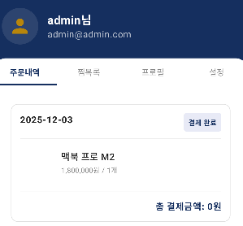 admin님
admin@admin.com
주문내역 찜목록 프로필 설정
2025-12-03 결제 완료
맥북 프로 M2
1,800,000원 / 1개
총 결제금액: 0원